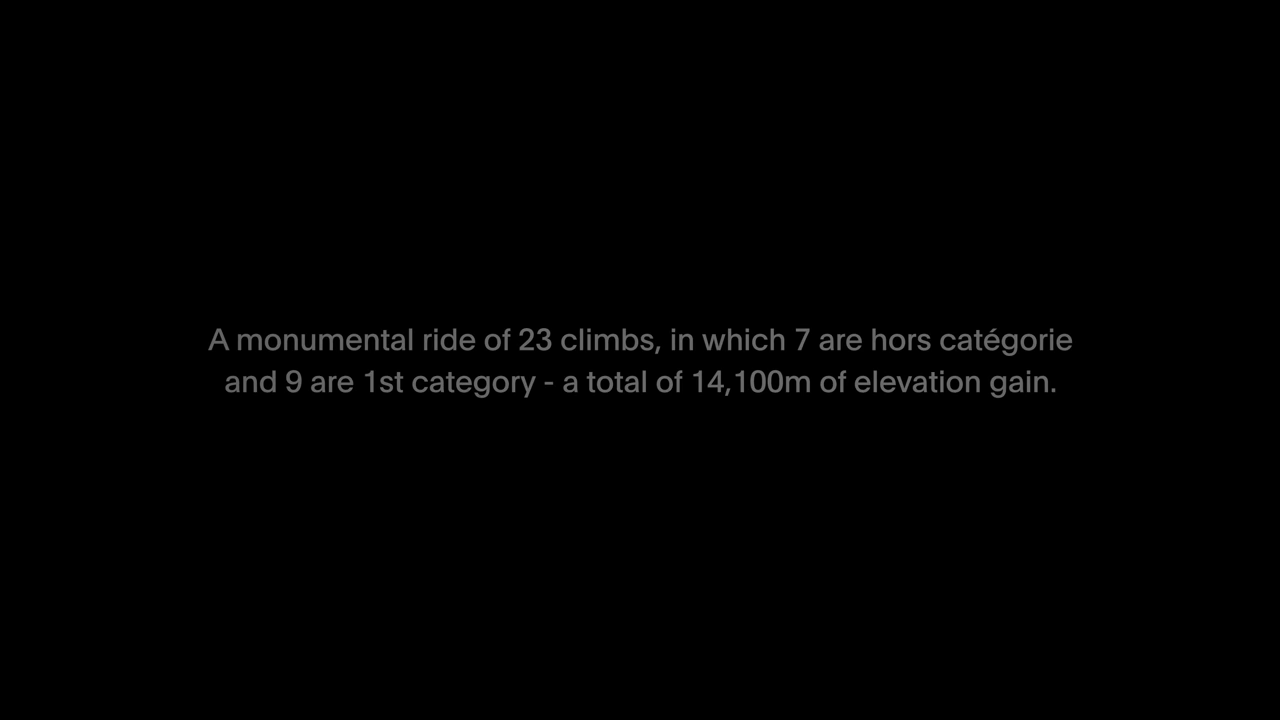 A monumental ride of 23 climbs, in which 7 are hors catégorie
and 9 are 1st category - a total of 14,100m of elevation gain.